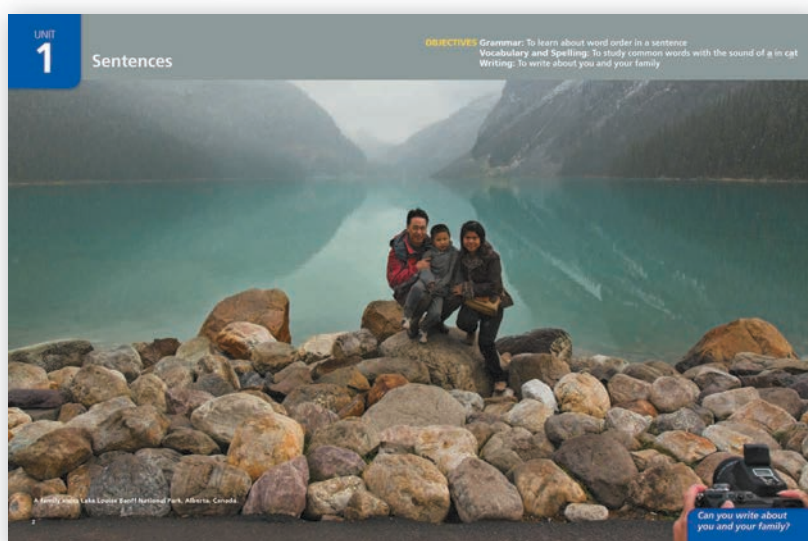 UNIT
1
Sentences
OBJECTIVES Grammar: To learn about word order in a sentence
Vocabulary and Spelling: To study common words with the sound of a in cat
Writing: To write about you and your family
A family visits Lake Louise Banff National Park, Alberta, Canada.
2
Can you write about
you and your family?